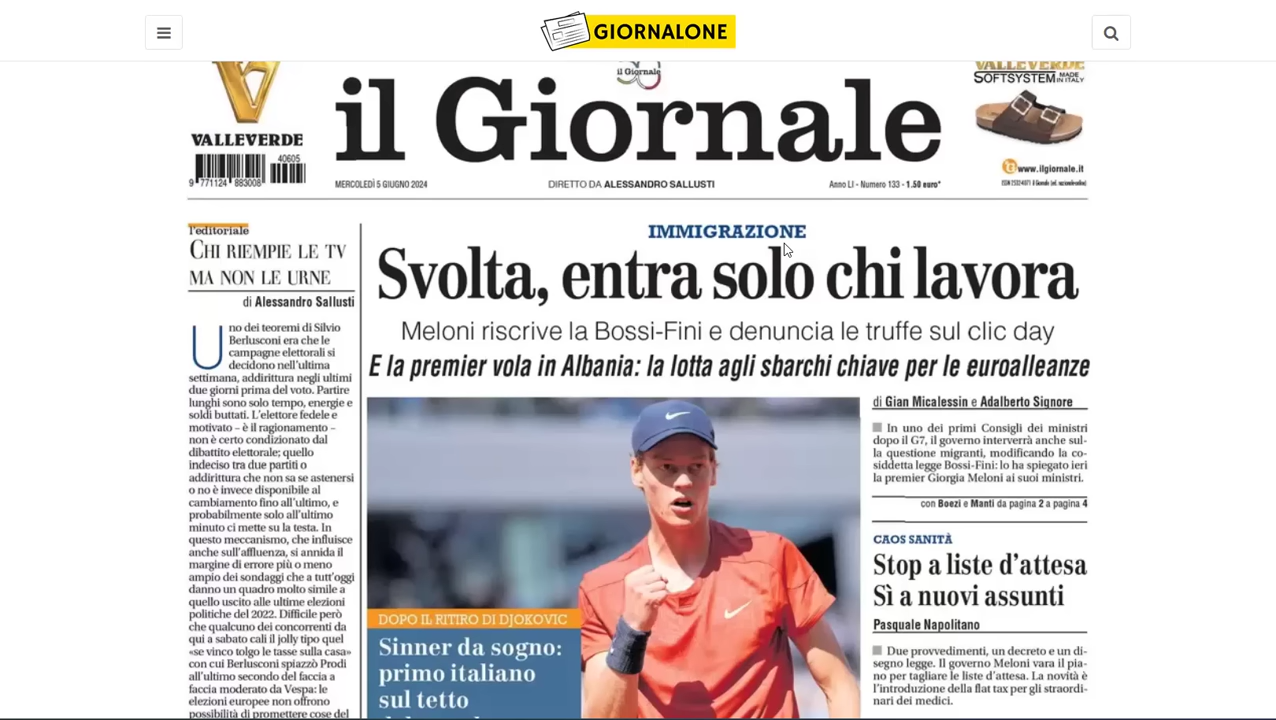 GIORNALONE
VALLEVERDE
40605
9 771124 883008
il Giornale
il Giornale
VALLEVERDE
SOFTSYSTEM MADE IN ITALY
www.ilgiornale.it
MERCOLEDÌ 5 GIUGNO 2024
DIRETTO DA ALESSANDRO SALLUSTI
Anno LI - Numero 133 - 1.50 euro*
l'editoriale
CHI RIEMPIE LE TV
MA NON LE URNE
di Alessandro Sallusti
Uno dei teoremi di Silvio
Berlusconi era che le
campagne elettorali si
decidono nell'ultima
settimana, addirittura negli ultimi
due giorni prima del voto. Partire
lunghi sono solo tempo, energie e
soldi buttati. L'elettore fedele e
motivato – è il ragionamento –
non è certo condizionato dal
dibattito elettorale; quello
indeciso tra due partiti o
addirittura che non sa se astenersi
o no è invece disponibile al
cambiamento fino all'ultimo, e
probabilmente solo all'ultimo
minuto ci mette su la testa. In
questo meccanismo, che influisce
anche sull'affluenza, si annida il
margine di errore più o meno
ampio dei sondaggi che a tutt'oggi
danno un quadro molto simile a
quello uscito alle ultime elezioni
politiche del 2022. Difficile però
che qualcuno dei concorrenti da
qui a sabato cali il jolly tipo quel
«se vinco tolgo le tasse sulla casa»
con cui Berlusconi spiazzò Prodi
all'ultimo secondo del faccia a
faccia moderato da Vespa: le
elezioni europee non offrono
possibilità di promettere cose del
IMMIGRAZIONE
Svolta, entra solo chi lavora
Meloni riscrive la Bossi-Fini e denuncia le truffe sul clic day
E la premier vola in Albania: la lotta agli sbarchi chiave per le euroalleanze
DOPO IL RITIRO DI DJOKOVIC
Sinner da sogno:
primo italiano
sul tetto
di Gian Micalessin e Adalberto Signore
In uno dei primi Consigli dei ministri
dopo il G7, il governo interverrà anche sul-
la questione migranti, modificando la co-
siddetta legge Bossi-Fini: lo ha spiegato ieri
la premier Giorgia Meloni ai suoi ministri.
con Boezi e Manti da pagina 2 a pagina 4
CAOS SANITÀ
Stop a liste d'attesa
Sì a nuovi assunti
Pasquale Napolitano
Due provvedimenti, un decreto e un di-
segno legge. Il governo Meloni vara il pia-
no per tagliare le liste d'attesa. La novità è
l'introduzione della flat tax per gli straordi-
nari dei medici.